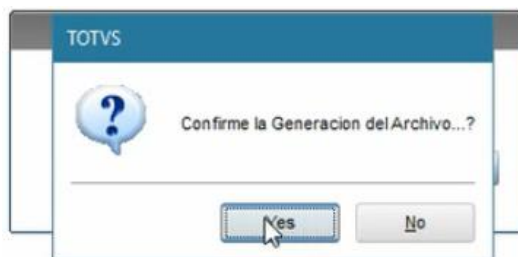 TOTVS
Confirme la Generacion del Archivo...?
Yes
No